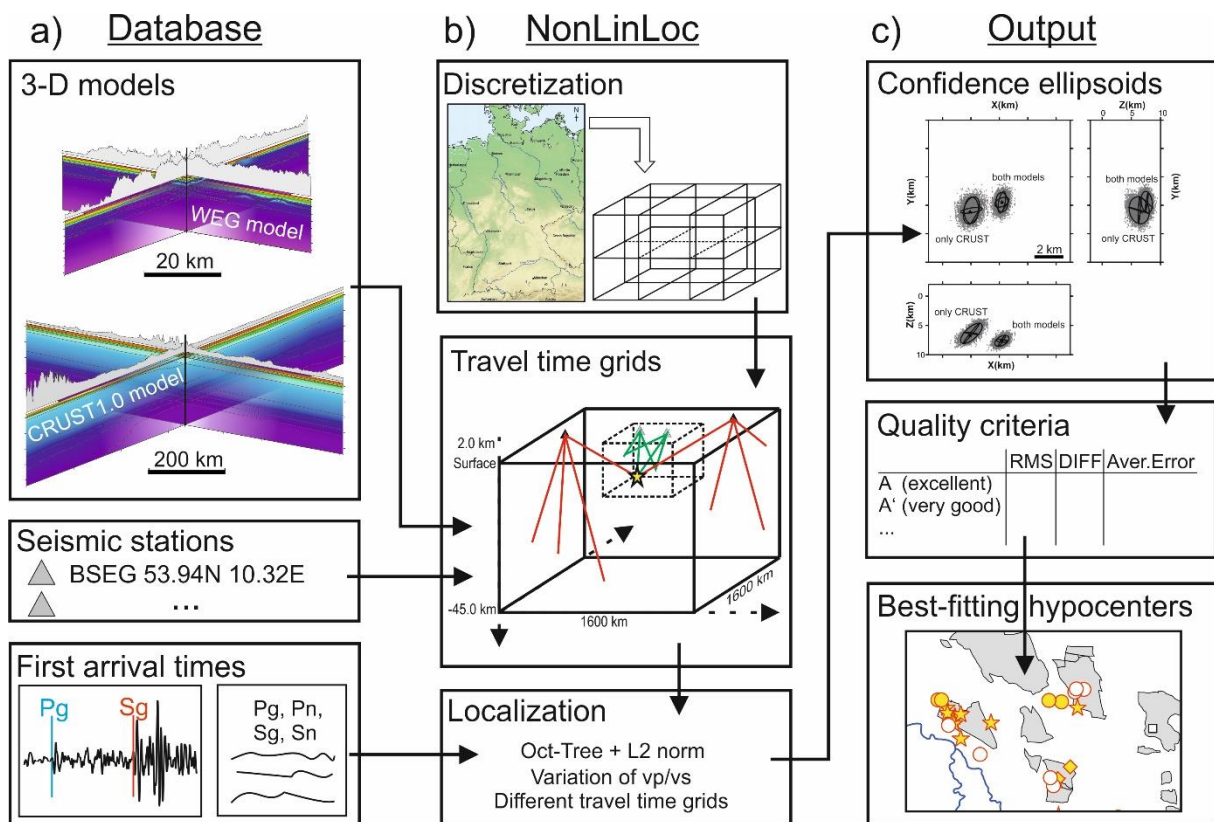 a) Database
3-D models
WEG model
20 km
CRUST1.0 model
200 km
Seismic stations
BSEG 53.94N 10.32E
...
First arrival times
Pg
Sg
Pg, Pn,
Sg, Sn
b) NonLinLoc
Discretization
N
Travel time grids
2.0 km
Surface
-45.0 km
1600 km
1600 km
Localization
Oct-Tree + L2 norm
Variation of vp/vs
Different travel time grids
c) Output
Confidence ellipsoids
X(km)
Y(km)
both models
only CRUST
2 km
Z(km)
0 5 10
both models
only CRUST
Y(km)
0
5
10
Z(km)
only CRUST
both models
X(km)
Quality criteria
RMS DIFF Aver.Error
A (excellent)
A‘ (very good)
...
Best-fitting hypocenters